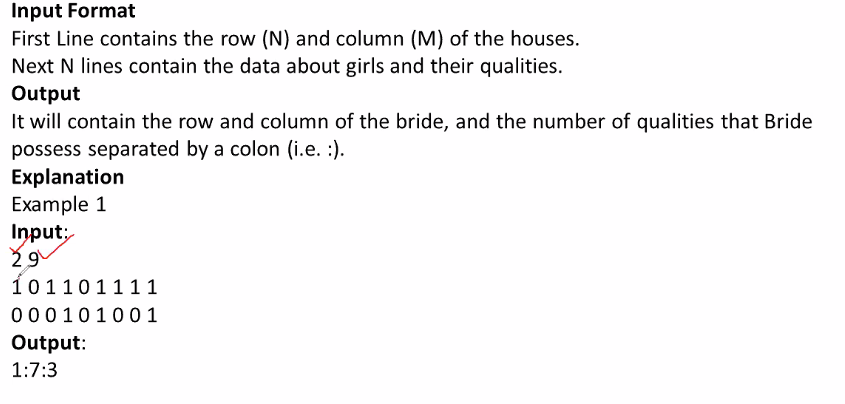 Input Format
First Line contains the row (N) and column (M) of the houses.
Next N lines contain the data about girls and their qualities.
Output
It will contain the row and column of the bride, and the number of qualities that Bride
possess separated by a colon (i.e. :).
Explanation
Example 1
Input:
2 9
1 0 1 1 0 1 1 1 1
0 0 0 1 0 1 0 0 1
Output:
1:7:3